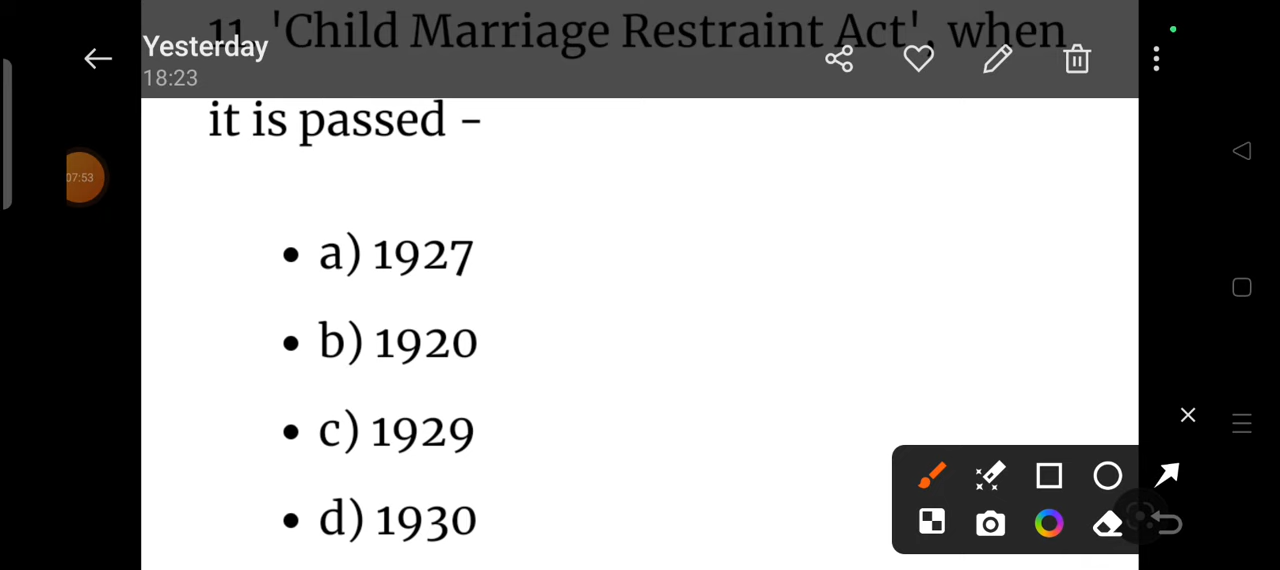 11. 'Child Marriage Restraint Act', when
Yesterday
18:23
it is passed -
07:53
• a) 1927
• b) 1920
• c) 1929
• d) 1930